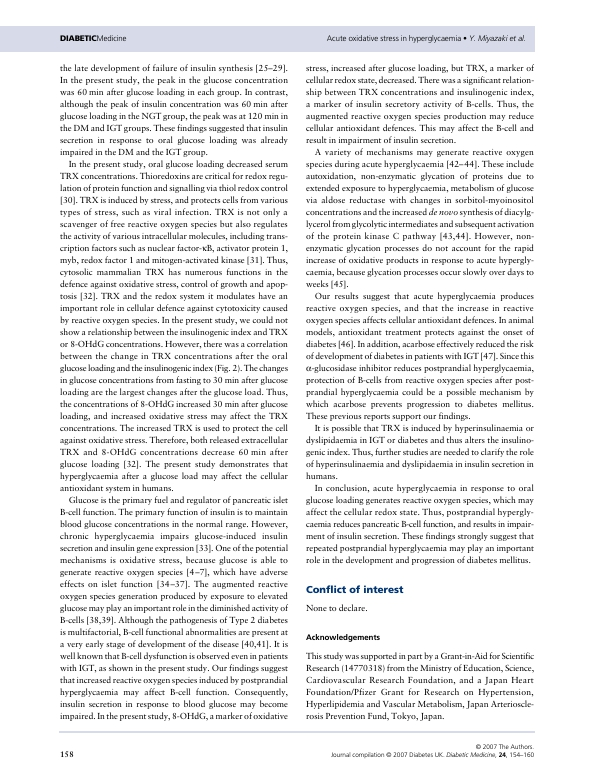 DIABETICMedicine
Acute oxidative stress in hyperglycaemia • Y. Miyazaki et al.
the late development of failure of insulin synthesis [25–29].
In the present study, the peak in the glucose concentration
was 60 min after glucose loading in each group. In contrast,
although the peak of insulin concentration was 60 min after
glucose loading in the NGT group, the peak was at 120 min in
the DM and IGT groups. These findings suggested that insulin
secretion in response to oral glucose loading was already
impaired in the DM and the IGT group.
In the present study, oral glucose loading decreased serum
TRX concentrations. Thioredoxins are critical for redox regu-
lation of protein function and signalling via thiol redox control
[30]. TRX is induced by stress, and protects cells from various
types of stress, such as viral infection. TRX is not only a
scavenger of free reactive oxygen species but also regulates
the activity of various intracellular molecules, including trans-
cription factors such as nuclear factor-κB, activator protein 1,
myb, redox factor 1 and mitogen-activated kinase [31]. Thus,
cytosolic mammalian TRX has numerous functions in the
defence against oxidative stress, control of growth and apop-
tosis [32]. TRX and the redox system it modulates have an
important role in cellular defence against cytotoxicity caused
by reactive oxygen species. In the present study, we could not
show a relationship between the insulinogenic index and TRX
or 8-OHdG concentrations. However, there was a correlation
between the change in TRX concentrations after the oral
glucose loading and the insulinogenic index (Fig. 2). The changes
in glucose concentrations from fasting to 30 min after glucose
loading are the largest changes after the glucose load. Thus,
the concentrations of 8-OHdG increased 30 min after glucose
loading, and increased oxidative stress may affect the TRX
concentrations. The increased TRX is used to protect the cell
against oxidative stress. Therefore, both released extracellular
TRX and 8-OHdG concentrations decrease 60 min after
glucose loading [32]. The present study demonstrates that
hyperglycaemia after a glucose load may affect the cellular
antioxidant system in humans.
Glucose is the primary fuel and regulator of pancreatic islet
B-cell function. The primary function of insulin is to maintain
blood glucose concentrations in the normal range. However,
chronic hyperglycaemia impairs glucose-induced insulin
secretion and insulin gene expression [33]. One of the potential
mechanisms is oxidative stress, because glucose is able to
generate reactive oxygen species [4–7], which have adverse
effects on islet function [34–37]. The augmented reactive
oxygen species generation produced by exposure to elevated
glucose may play an important role in the diminished activity of
B-cells [38,39]. Although the pathogenesis of Type 2 diabetes
is multifactorial, B-cell functional abnormalities are present at
a very early stage of development of the disease [40,41]. It is
well known that B-cell dysfunction is observed even in patients
with IGT, as shown in the present study. Our findings suggest
that increased reactive oxygen species induced by postprandial
hyperglycaemia may affect B-cell function. Consequently,
insulin secretion in response to blood glucose may become
impaired. In the present study, 8-OHdG, a marker of oxidative
stress, increased after glucose loading, but TRX, a marker of
cellular redox state, decreased. There was a significant relation-
ship between TRX concentrations and insulinogenic index,
a marker of insulin secretory activity of B-cells. Thus, the
augmented reactive oxygen species production may reduce
cellular antioxidant defences. This may affect the B-cell and
result in impairment of insulin secretion.
A variety of mechanisms may generate reactive oxygen
species during acute hyperglycaemia [42–44]. These include
autoxidation, non-enzymatic glycation of proteins due to
extended exposure to hyperglycaemia, metabolism of glucose
via aldose reductase with changes in sorbitol-myoinositol
concentrations and the increased de novo synthesis of diacylg-
lycerol from glycolytic intermediates and subsequent activation
of the protein kinase C pathway [43,44]. However, non-
enzymatic glycation processes do not account for the rapid
increase of oxidative products in response to acute hypergly-
caemia, because glycation processes occur slowly over days to
weeks [45].
Our results suggest that acute hyperglycaemia produces
reactive oxygen species, and that the increase in reactive
oxygen species affects cellular antioxidant defences. In animal
models, antioxidant treatment protects against the onset of
diabetes [46]. In addition, acarbose effectively reduced the risk
of development of diabetes in patients with IGT [47]. Since this
α-glucosidase inhibitor reduces postprandial hyperglycaemia,
protection of B-cells from reactive oxygen species after post-
prandial hyperglycaemia could be a possible mechanism by
which acarbose prevents progression to diabetes mellitus.
These previous reports support our findings.
It is possible that TRX is induced by hyperinsulinaemia or
dyslipidaemia in IGT or diabetes and thus alters the insulino-
genic index. Thus, further studies are needed to clarify the role
of hyperinsulinaemia and dyslipidaemia in insulin secretion in
humans.
In conclusion, acute hyperglycaemia in response to oral
glucose loading generates reactive oxygen species, which may
affect the cellular redox state. Thus, postprandial hypergly-
caemia reduces pancreatic B-cell function, and results in impair-
ment of insulin secretion. These findings strongly suggest that
repeated postprandial hyperglycaemia may play an important
role in the development and progression of diabetes mellitus.
Conflict of interest
None to declare.
Acknowledgements
This study was supported in part by a Grant-in-Aid for Scientific
Research (14770318) from the Ministry of Education, Science,
Cardiovascular Research Foundation, and a Japan Heart
Foundation/Pfizer Grant for Research on Hypertension,
Hyperlipidemia and Vascular Metabolism, Japan Arterioscle-
rosis Prevention Fund, Tokyo, Japan.
158
© 2007 The Authors.
Journal compilation © 2007 Diabetes UK. Diabetic Medicine, 24, 154–160